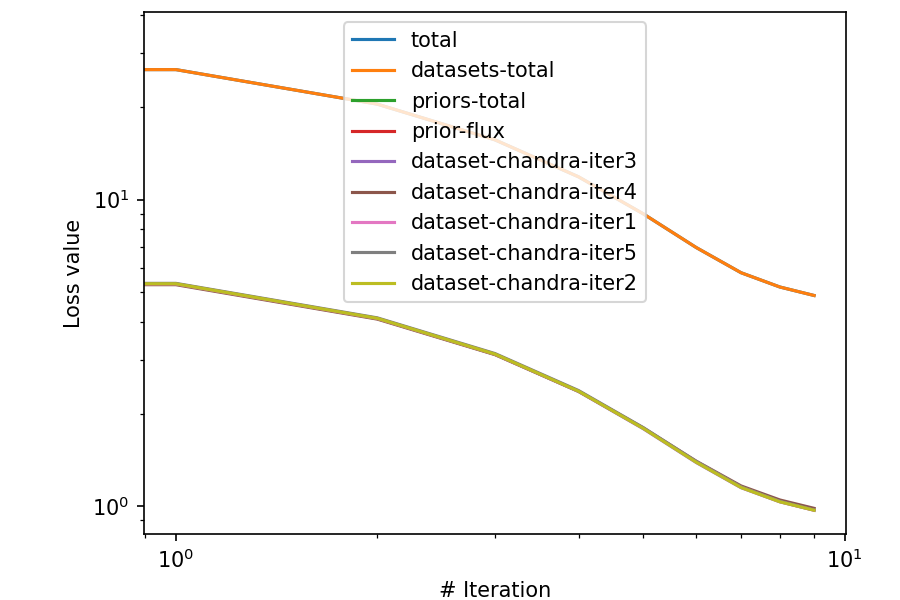 total
datasets-total
priors-total
prior-flux
dataset-chandra-iter3
dataset-chandra-iter4
dataset-chandra-iter1
dataset-chandra-iter5
dataset-chandra-iter2
10¹
10⁰
Loss value
10⁰
10¹
# Iteration